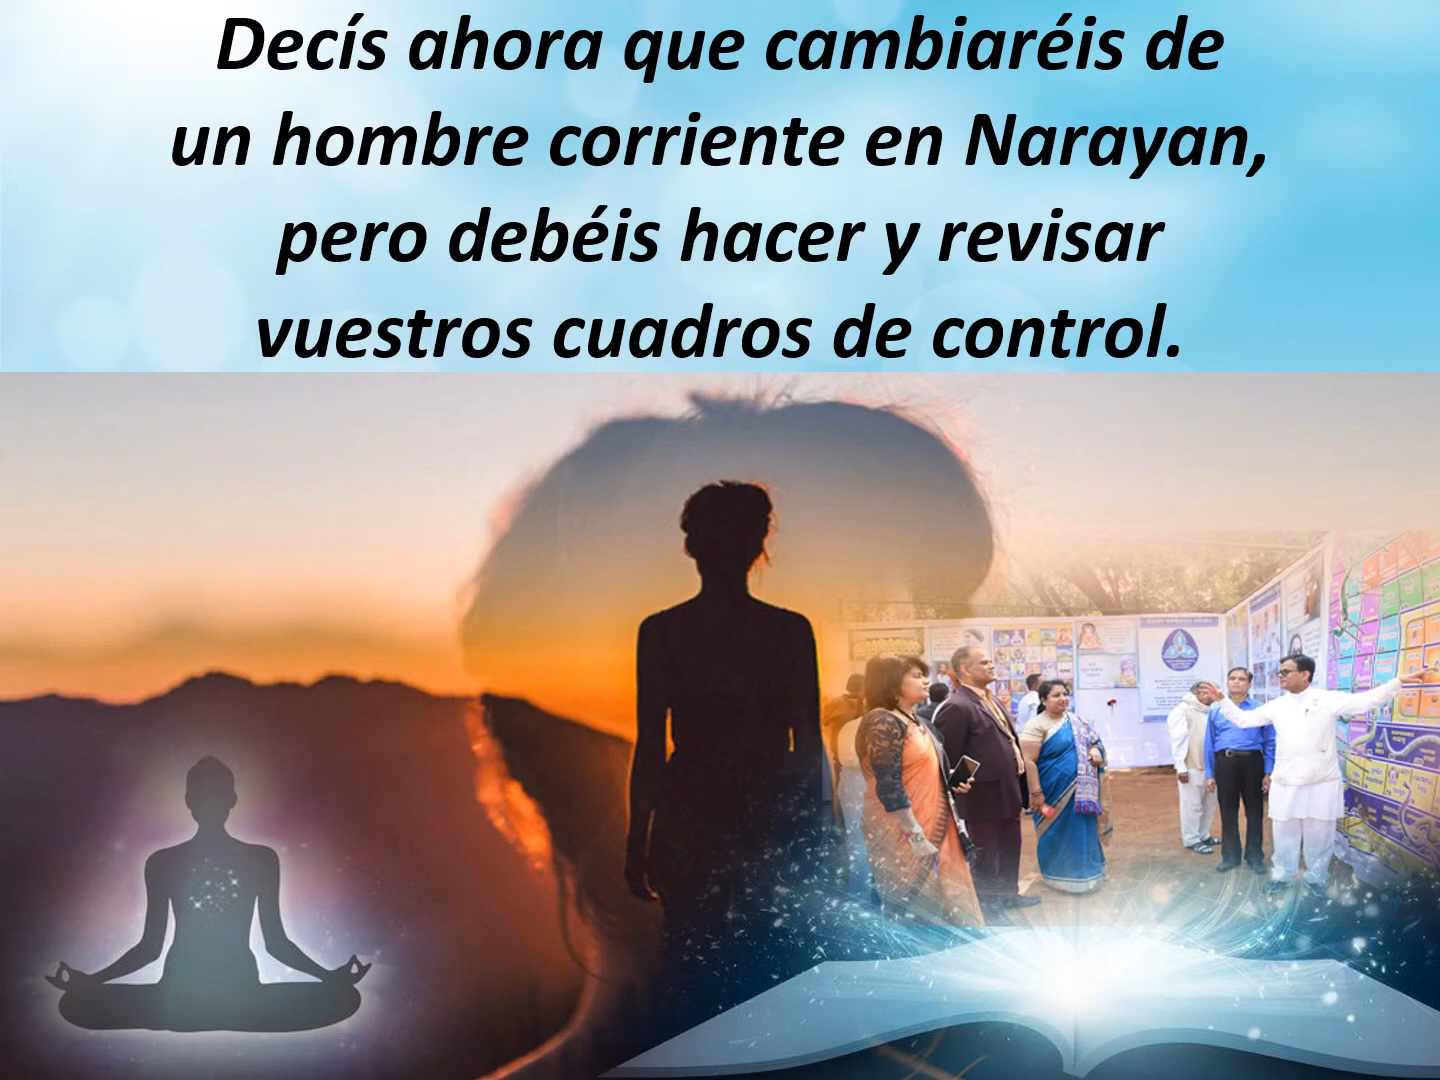 Decís ahora que cambiaréis de
un hombre corriente en Narayan,
pero debéis hacer y revisar
vuestros cuadros de control.